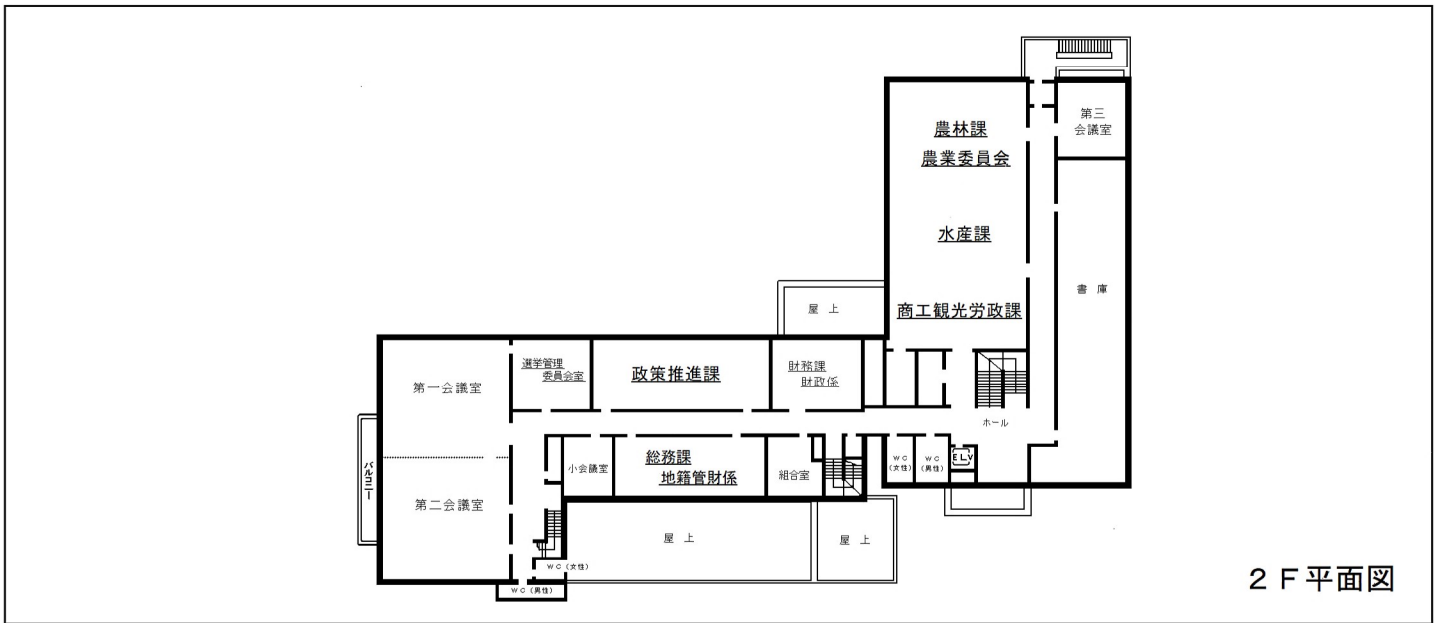 第三
会議室
農林課
農業委員会
水産課
書 庫
商工観光労政課
屋 上
選挙管理
委員会室
政策推進課
財務課
財政係
第一会議室
ホール
バルコニー
小会議室
総務課
地籍管財係
組合室
WC
(女性)
WC
(男性)
ELV
第二会議室
屋 上
屋 上
WC(女性)
WC(男性)
2F平面図